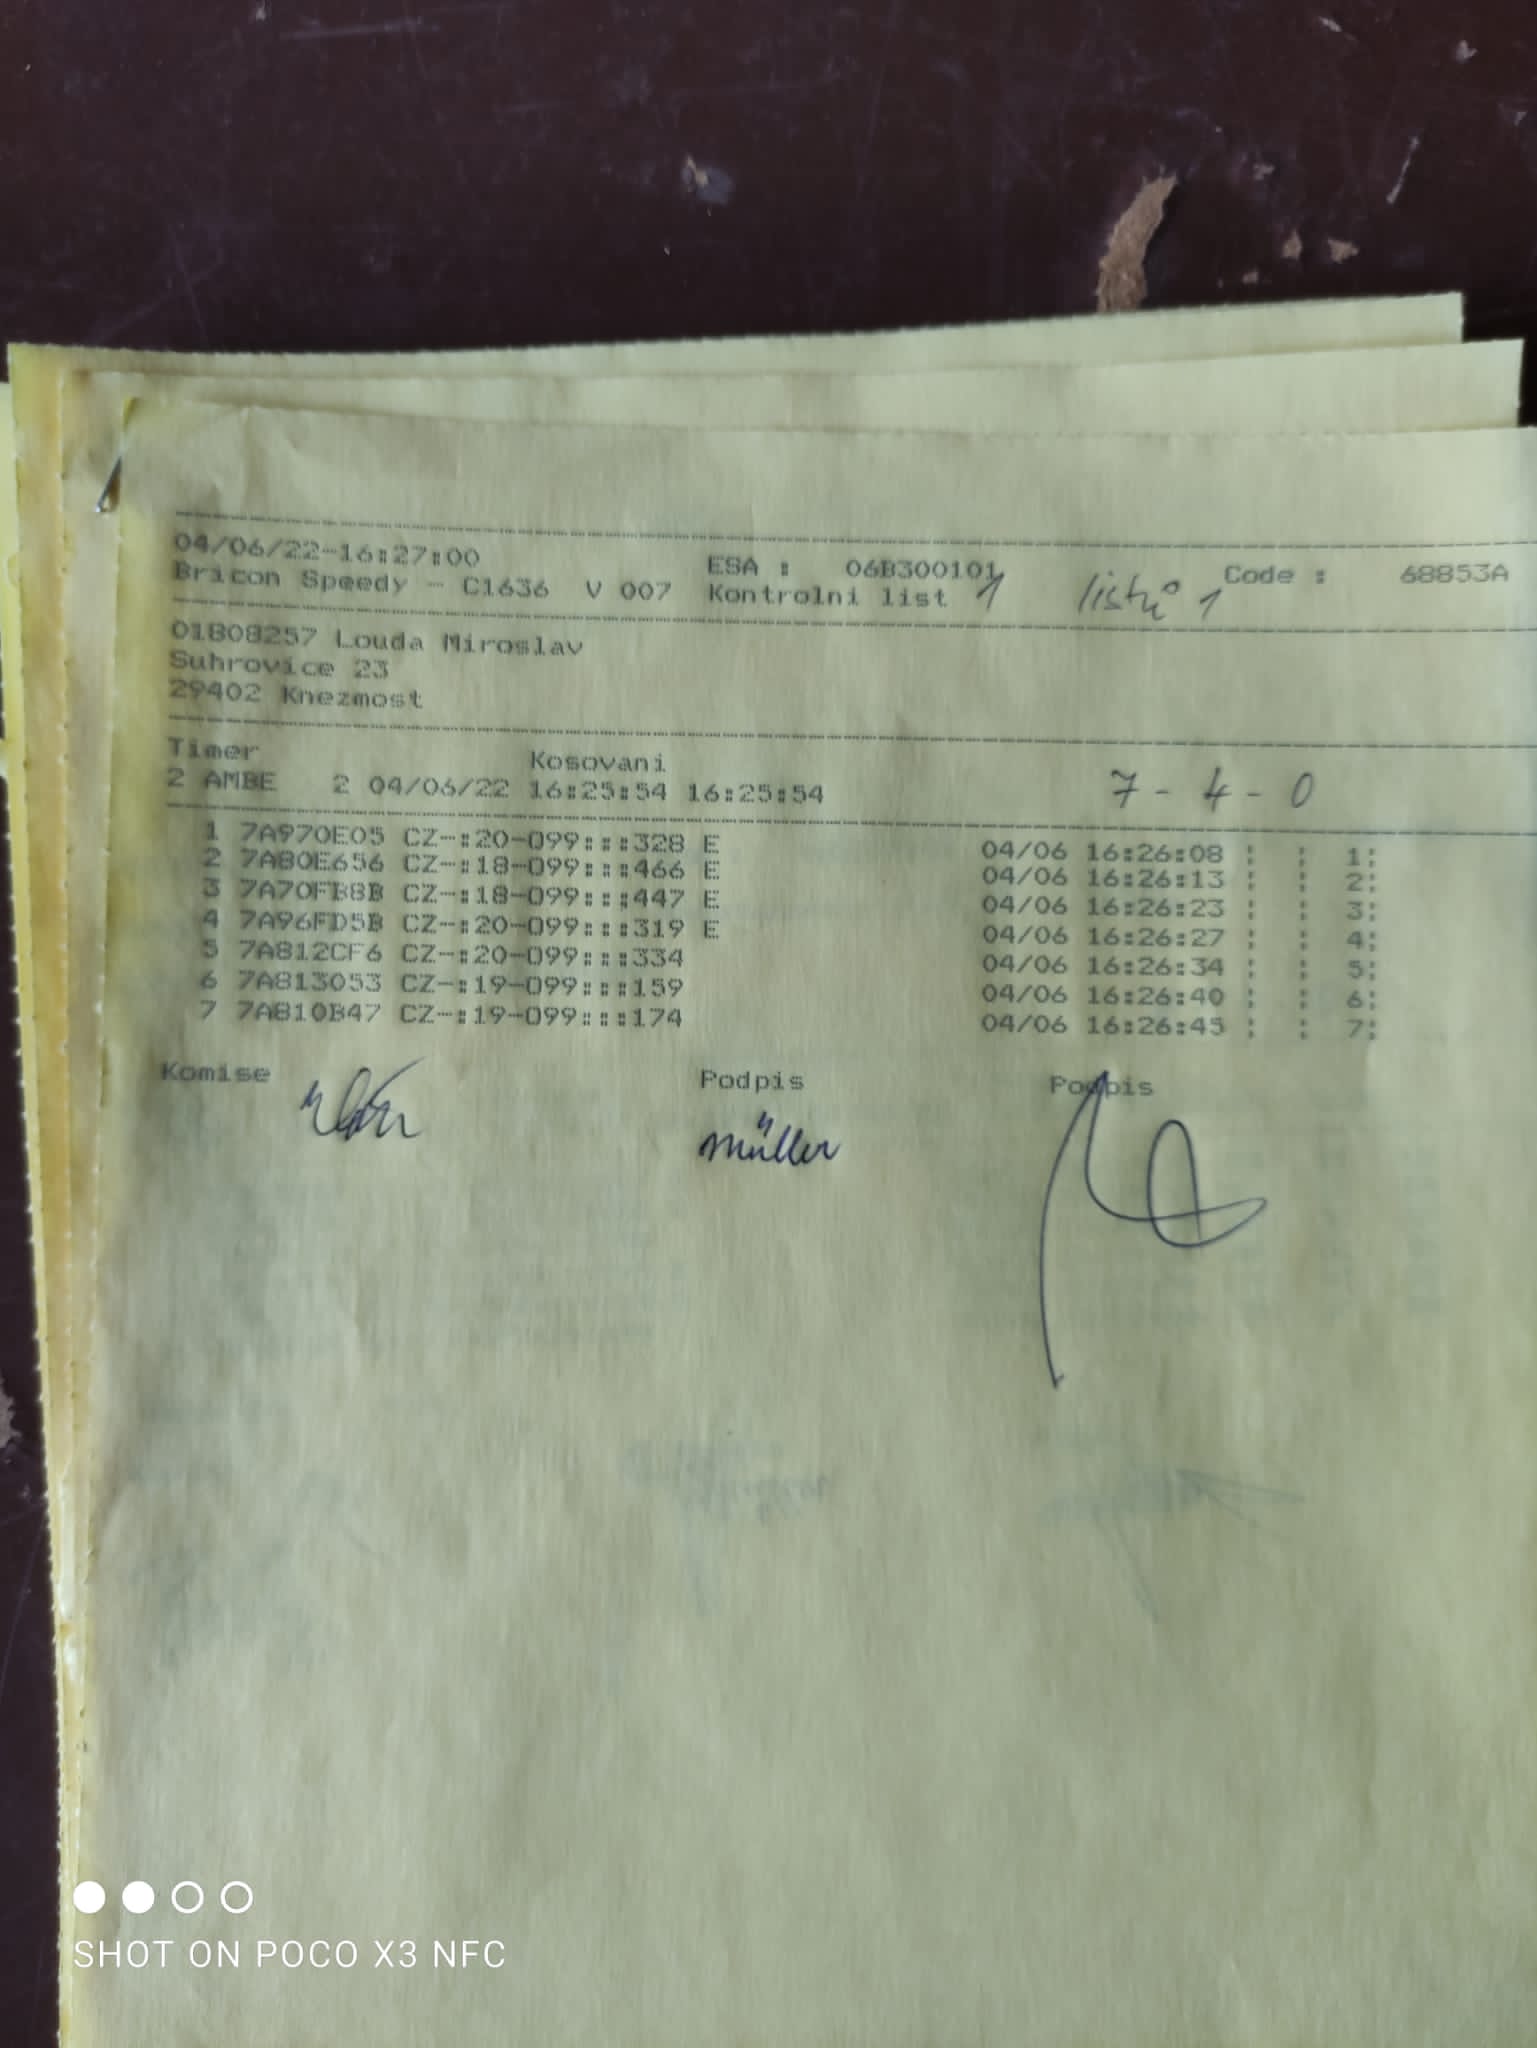 04/06/22-16:27:00 ESA : 06B300101 Code : 68853A
Bricon Speedy - C1636 V 007 Kontrolni list 1 listů 1
01808257 Louda Miroslav
Suhrovice 23
29402 Knezmost
Timer Kosovani
2 AMBE 2 04/06/22 16:25:54 16:25:54 7-4-0
1 7A970E05 CZ-:20-099:::328 E 04/06 16:26:08 : : 1:
2 7A80E656 CZ-:18-099:::466 E 04/06 16:26:13 : : 2:
3 7A70FB8B CZ-:18-099:::447 E 04/06 16:26:23 : : 3:
4 7A96FD5B CZ-:20-099:::319 E 04/06 16:26:27 : : 4:
5 7A812CF6 CZ-:20-099:::334 04/06 16:26:34 : : 5:
6 7A813053 CZ-:19-099:::159 04/06 16:26:40 : : 6:
7 7A810B47 CZ-:19-099:::174 04/06 16:26:45 : : 7:
Komise Podpis Podpis
Müller
SHOT ON POCO X3 NFC